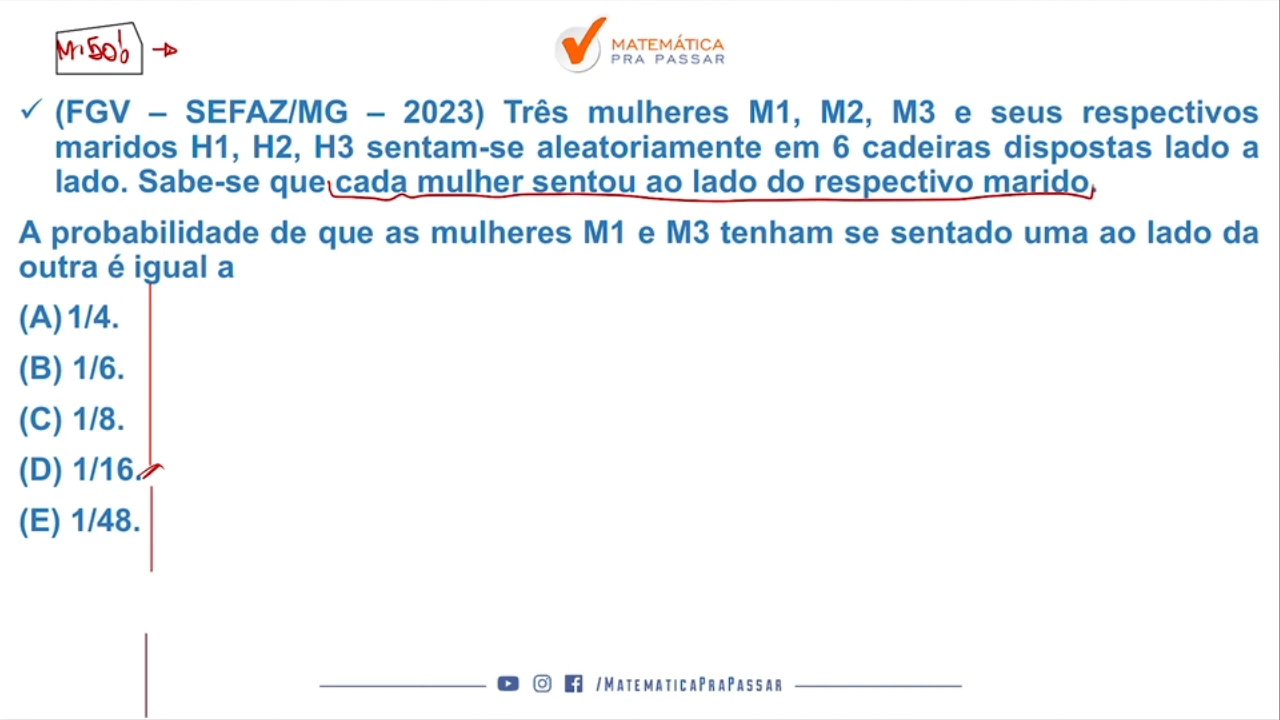 MATEMÁTICA
PRA PASSAR
(FGV – SEFAZ/MG – 2023) Três mulheres M1, M2, M3 e seus respectivos
maridos H1, H2, H3 sentam-se aleatoriamente em 6 cadeiras dispostas lado a
lado. Sabe-se que cada mulher sentou ao lado do respectivo marido.
A probabilidade de que as mulheres M1 e M3 tenham se sentado uma ao lado da
outra é igual a
(A) 1/4.
(B) 1/6.
(C) 1/8.
(D) 1/16.
(E) 1/48.
/MATEMATICAPRAPASSAR